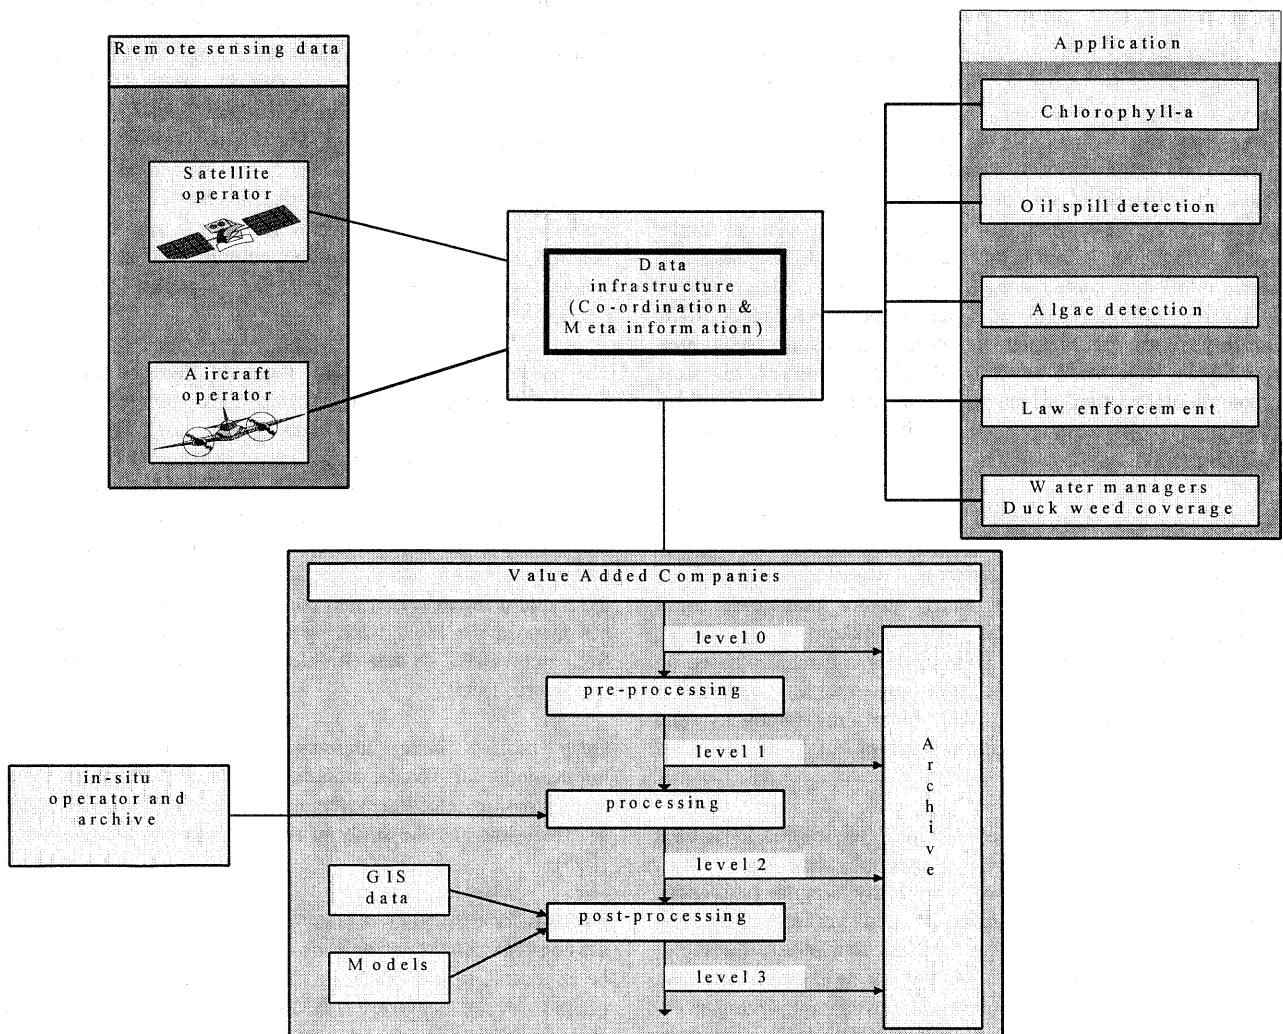 Remote sensing data
Satellite
operator
Aircraft
operator
Data
infrastructure
(Co-ordination &
Meta information)
Application
Chlorophyll-a
Oil spill detection
Algae detection
Law enforcement
Water managers
Duck weed coverage
Value Added Companies
level 0
pre-processing
level 1
processing
level 2
post-processing
level 3
in-situ
operator and
archive
GIS
data
Models
Archive